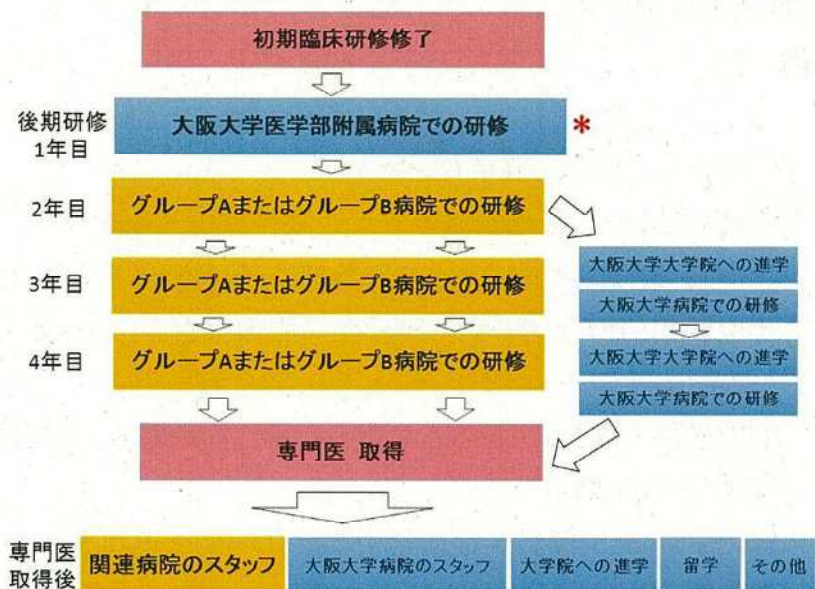 初期臨床研修修了
後期研修
1年目
大阪大学医学部附属病院での研修
*
2年目
グループAまたはグループB病院での研修
3年目
グループAまたはグループB病院での研修
4年目
グループAまたはグループB病院での研修
大阪大学大学院への進学
大阪大学病院での研修
大阪大学大学院への進学
大阪大学病院での研修
専門医 取得
専門医
取得後
関連病院のスタッフ
大阪大学病院のスタッフ
大学院への進学
留学
その他